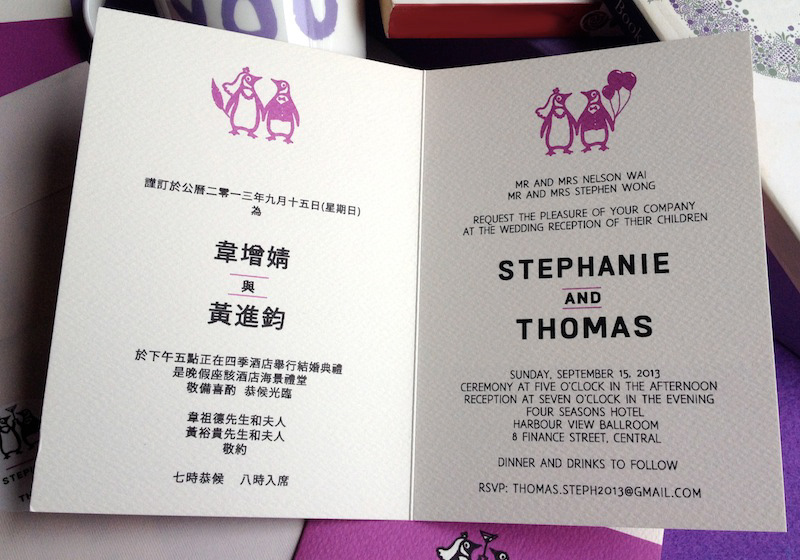 謹訂於公曆二零一三年九月十五日(星期日)
為
韋增婧
與
黃進鈞
於下午五點正在四季酒店舉行結婚典禮
是晚假座該酒店海景禮堂
敬備喜酌 恭候光臨
韋祖德先生和夫人
黃裕貴先生和夫人
敬約
七時恭候 八時入席
MR AND MRS NELSON WAI
MR AND MRS STEPHEN WONG
REQUEST THE PLEASURE OF YOUR COMPANY
AT THE WEDDING RECEPTION OF THEIR CHILDREN
STEPHANIE
AND
THOMAS
SUNDAY, SEPTEMBER 15, 2013
CEREMONY AT FIVE O'CLOCK IN THE AFTERNOON
RECEPTION AT SEVEN O'CLOCK IN THE EVENING
FOUR SEASONS HOTEL
HARBOUR VIEW BALLROOM
8 FINANCE STREET, CENTRAL
DINNER AND DRINKS TO FOLLOW
RSVP: THOMAS.STEPH2013@GMAIL.COM